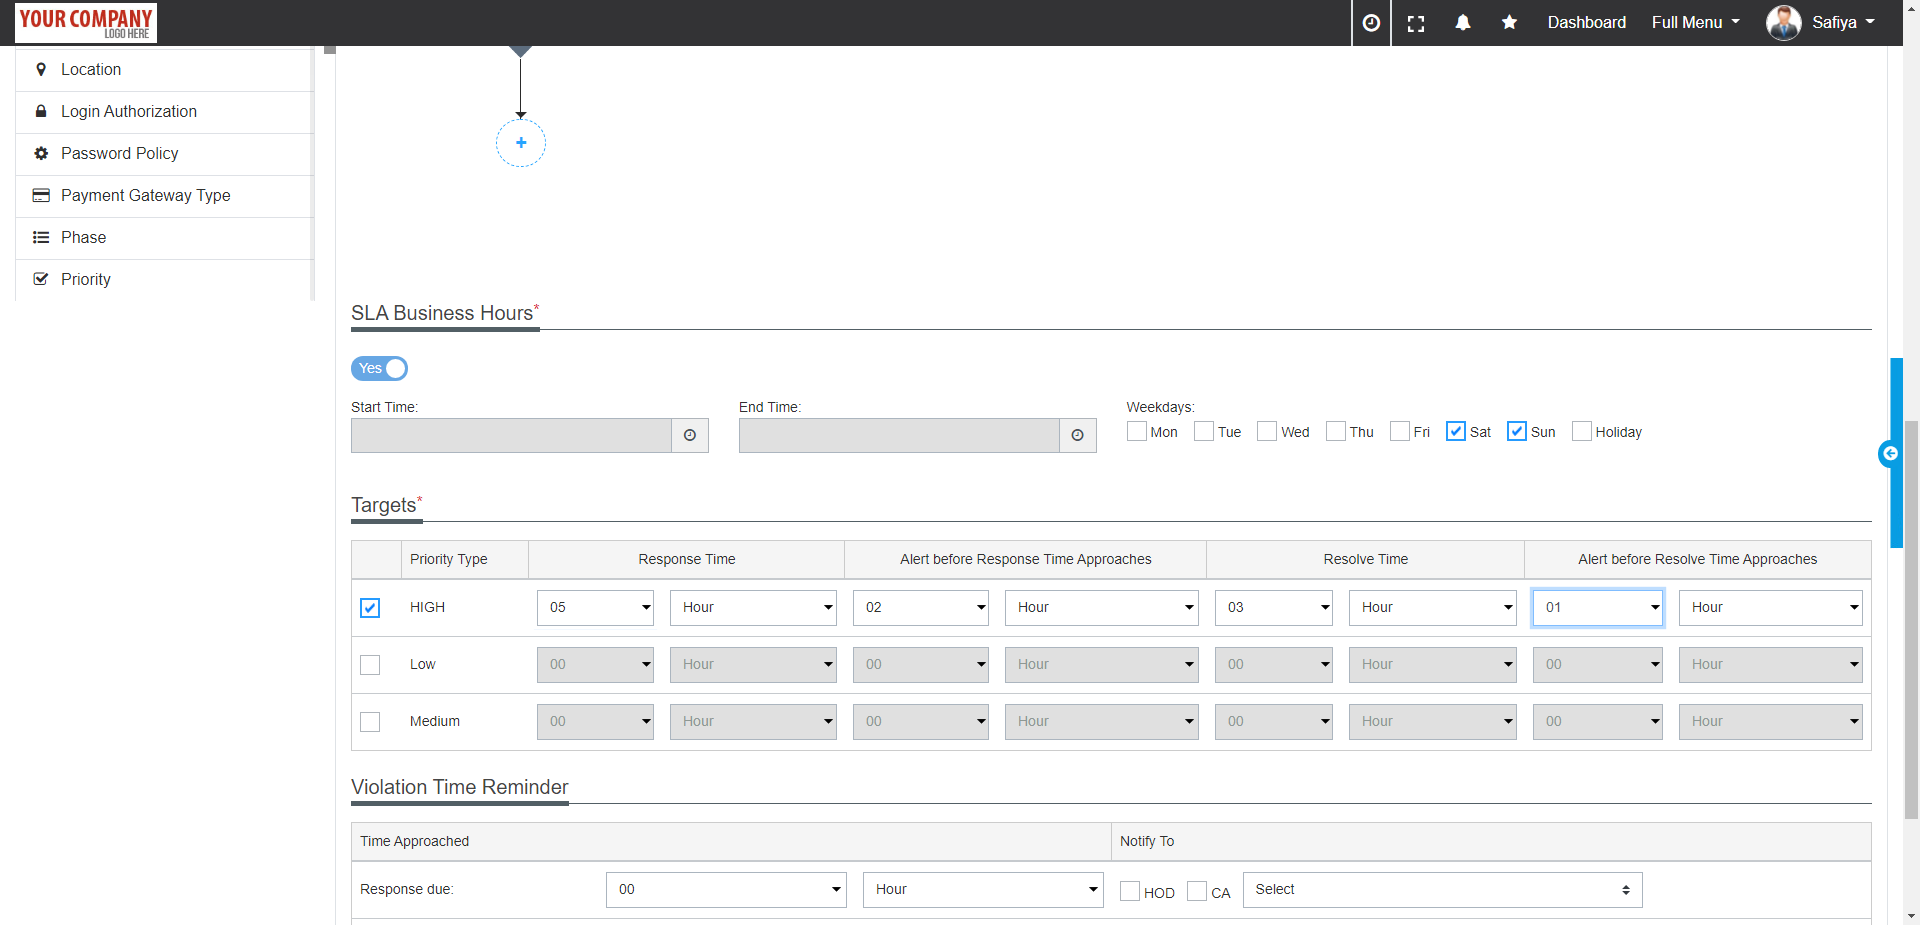 YOUR COMPANY
LOGO HERE
Dashboard Full Menu Safiya
Location
Login Authorization
Password Policy
Payment Gateway Type
Phase
Priority
SLA Business Hours*
Yes
Start Time: End Time: Weekdays:
Mon Tue Wed Thu Fri Sat Sun Holiday
Targets*
Priority Type Response Time Alert before Response Time Approaches Resolve Time Alert before Resolve Time Approaches
HIGH 05 Hour 02 Hour 03 Hour 01 Hour
Low 00 Hour 00 Hour 00 Hour 00 Hour
Medium 00 Hour 00 Hour 00 Hour 00 Hour
Violation Time Reminder
Time Approached Notify To
Response due: 00 Hour HOD CA Select